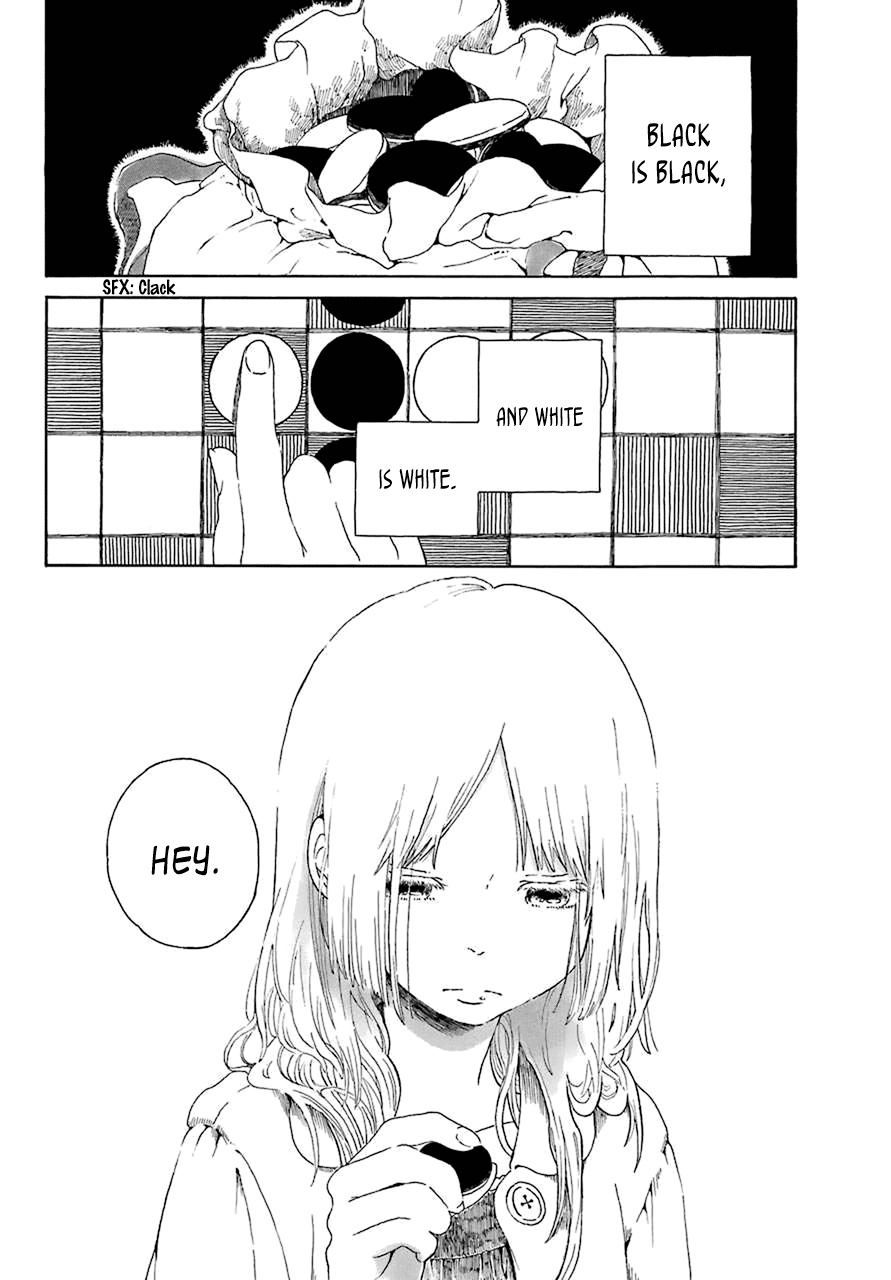 BLACK
IS BLACK,
SFX: Clack
AND WHITE
IS WHITE.
HEY.